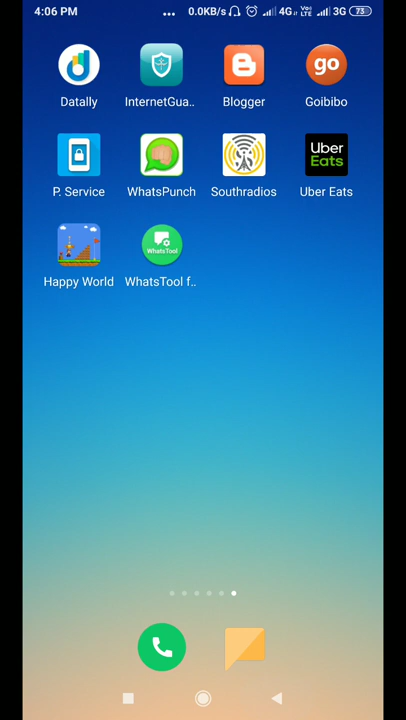 4:06 PM ... 0.0KB/s 4G Vo LTE 3G 73
Datally InternetGua.. Blogger Goibibo
go
P. Service WhatsPunch Southradios Uber Eats
Uber
Eats
Happy World WhatsTool f..
WhatsTool